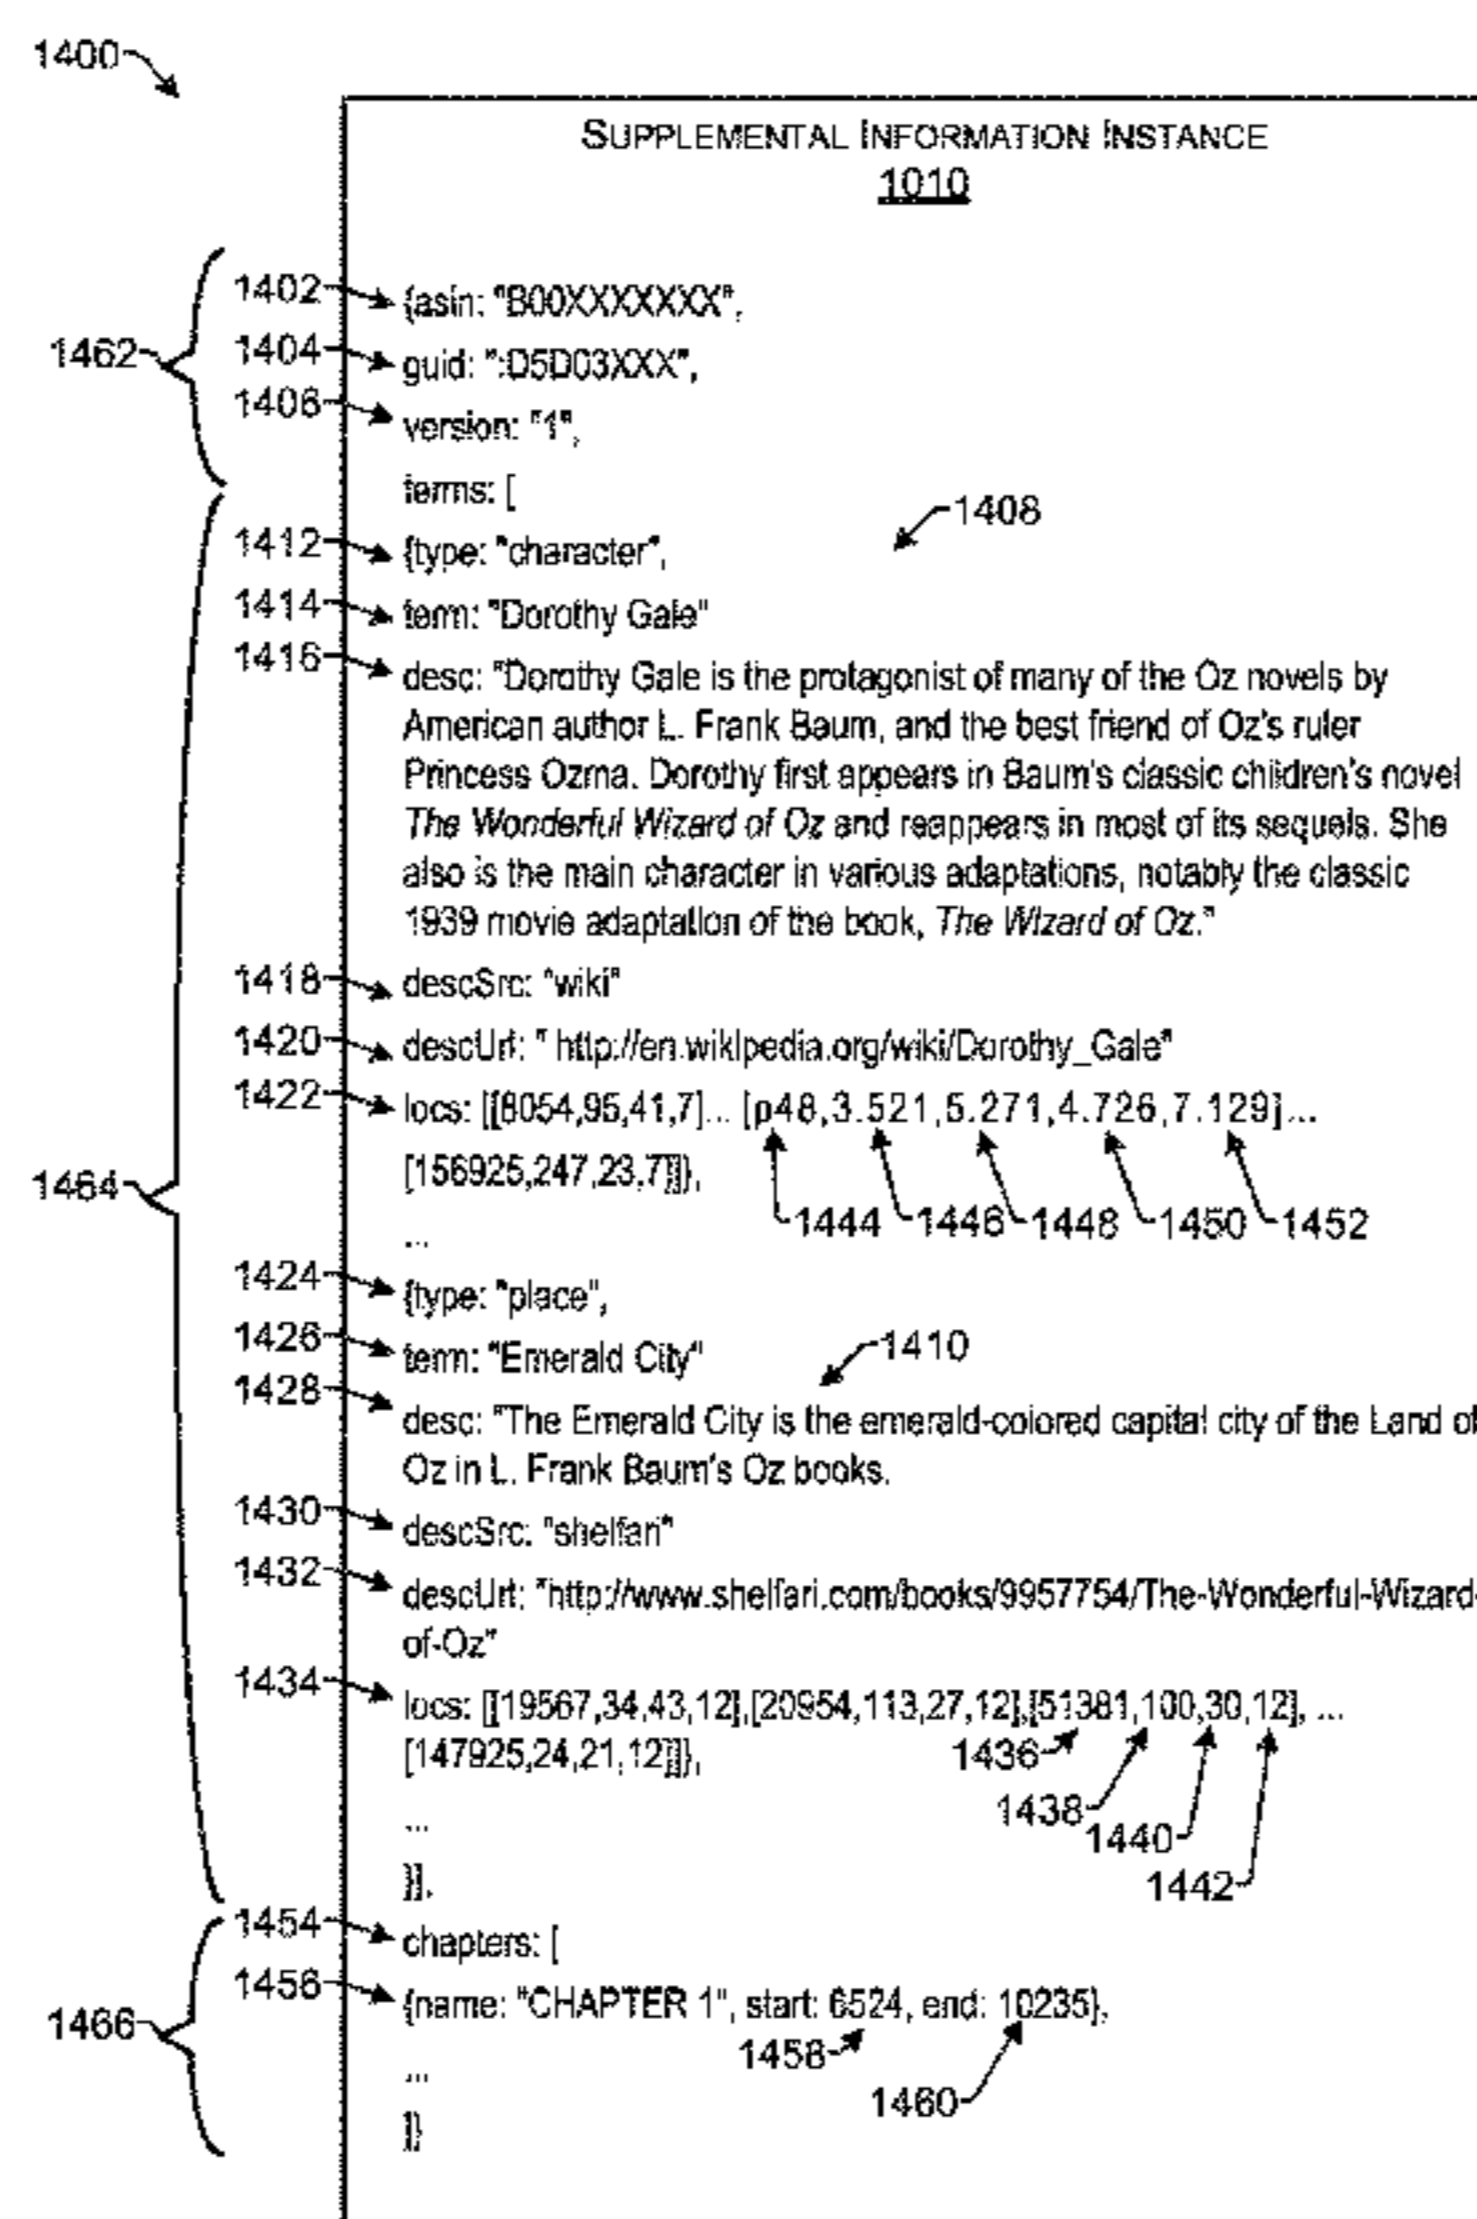 1400
SUPPLEMENTAL INFORMATION INSTANCE
1010
1402 {asin: "B00XXXXXXX",
1462
1404 guid: ":D5D03XXX",
1406 version: "1",
terms: [
1408
1412 {type: "character",
1414 term: "Dorothy Gale"
1416 desc: "Dorothy Gale is the protagonist of many of the Oz novels by
American author L. Frank Baum, and the best friend of Oz's ruler
Princess Ozma. Dorothy first appears in Baum's classic children's novel
The Wonderful Wizard of Oz and reappears in most of its sequels. She
also is the main character in various adaptations, notably the classic
1939 movie adaptation of the book, The Wizard of Oz."
1418 descSrc: "wiki"
1420 descUrl: " http://en.wikipedia.org/wiki/Dorothy_Gale"
1422 locs: [[8054,95,41,7]... [p48,3.521,5.271,4.726,7.129]...
1464 [156925,247,23,7]]},
1444 1446 1448 1450 1452
...
1424 {type: "place",
1426 term: "Emerald City"
1410
1428 desc: "The Emerald City is the emerald-colored capital city of the Land of
Oz in L. Frank Baum's Oz books.
1430 descSrc: "shelfari"
1432 descUrl: "http://www.shelfari.com/books/9957754/The-Wonderful-Wizard-
of-Oz"
1434 locs: [[19567,34,43,12],[20954,113,27,12],[51381,100,30,12], ...
[147925,24,21,12]]},
1436
1438
1440
1442
...
}],
1454 chapters: [
1456 {name: "CHAPTER 1", start: 6524, end: 10235},
1466
1458
1460
...
]}